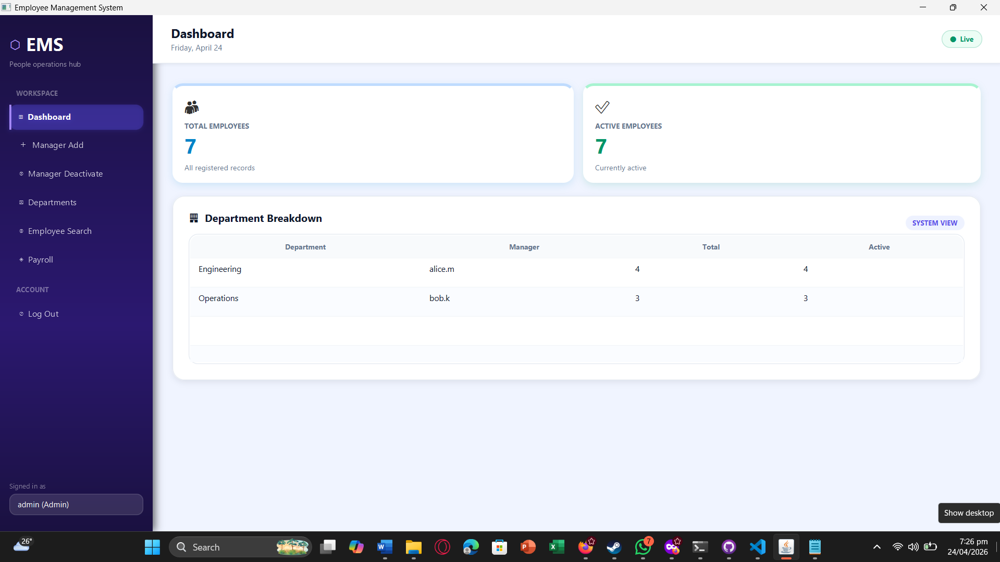 Employee Management System
EMS
People operations hub
WORKSPACE
Dashboard
Manager Add
Manager Deactivate
Departments
Employee Search
Payroll
ACCOUNT
Log Out
Signed in as
admin (Admin)
Dashboard
Friday, April 24
Live
TOTAL EMPLOYEES
7
All registered records
ACTIVE EMPLOYEES
7
Currently active
Department Breakdown
SYSTEM VIEW
Department Manager Total Active
Engineering alice.m 4 4
Operations bob.k 3 3
Show desktop
26°
Search
7
7:26 pm
24/04/2026